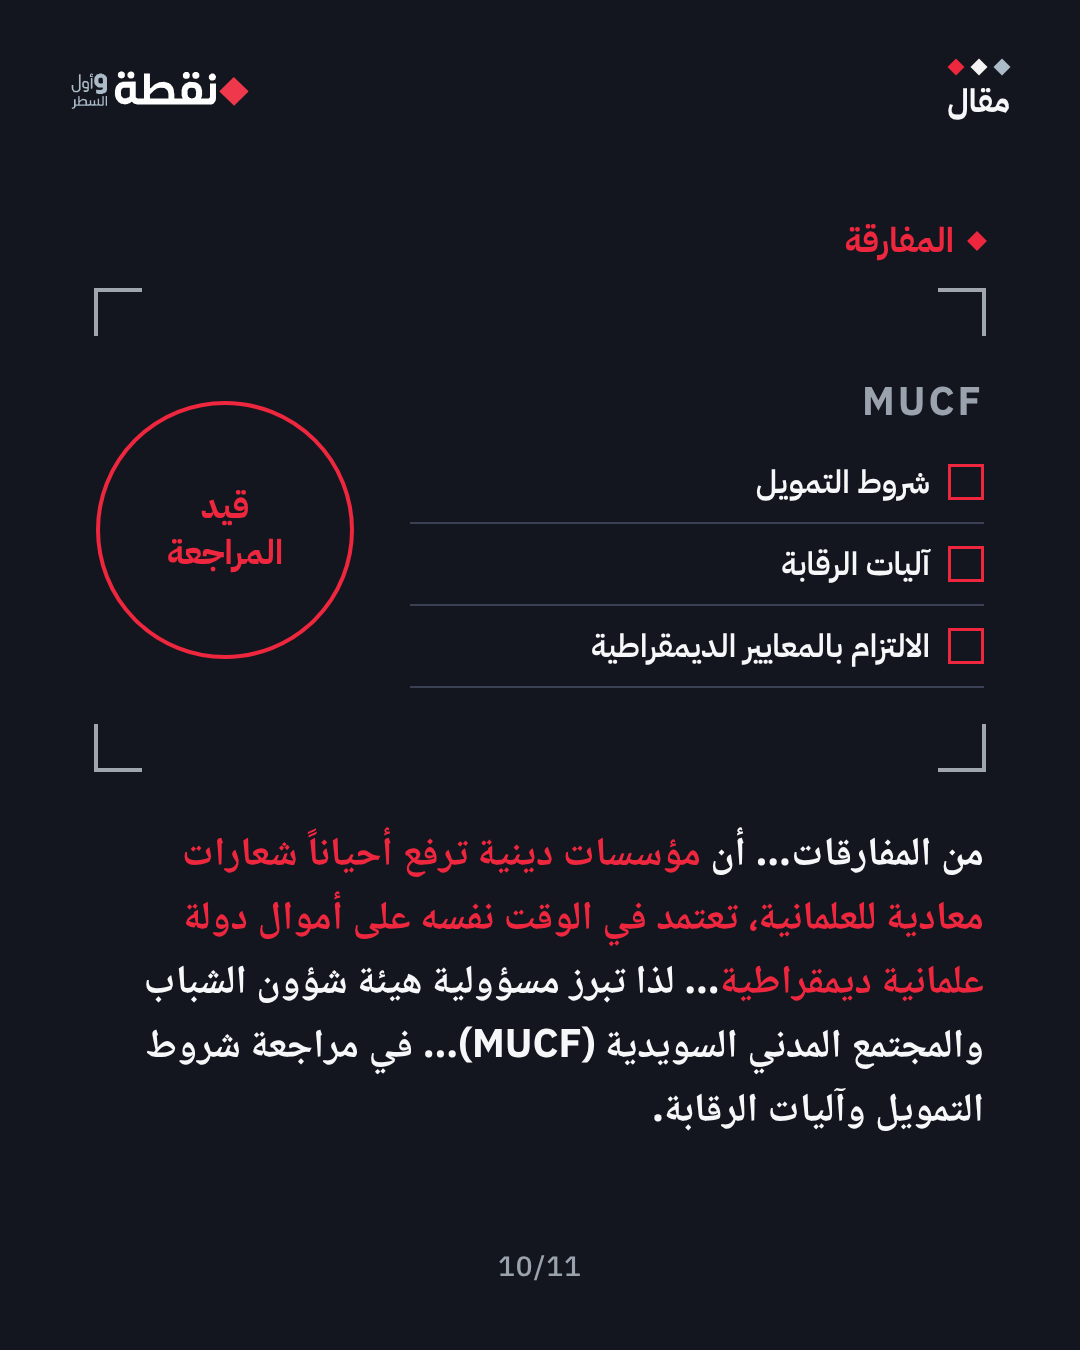 مقال
نقطة
وأول
السطر
المفارقة
MUCF
شروط التمويل
آليات الرقابة
الالتزام بالمعايير الديمقراطية
قيد
المراجعة
من المفارقات... أن مؤسسات دينية ترفع أحياناً شعارات
معادية للعلمانية، تعتمد في الوقت نفسه على أموال دولة
علمانية ديمقراطية... لذا تبرز مسؤولية هيئة شؤون الشباب
والمجتمع المدني السويدية (MUCF)... في مراجعة شروط
التمويل وآليات الرقابة.
10/11